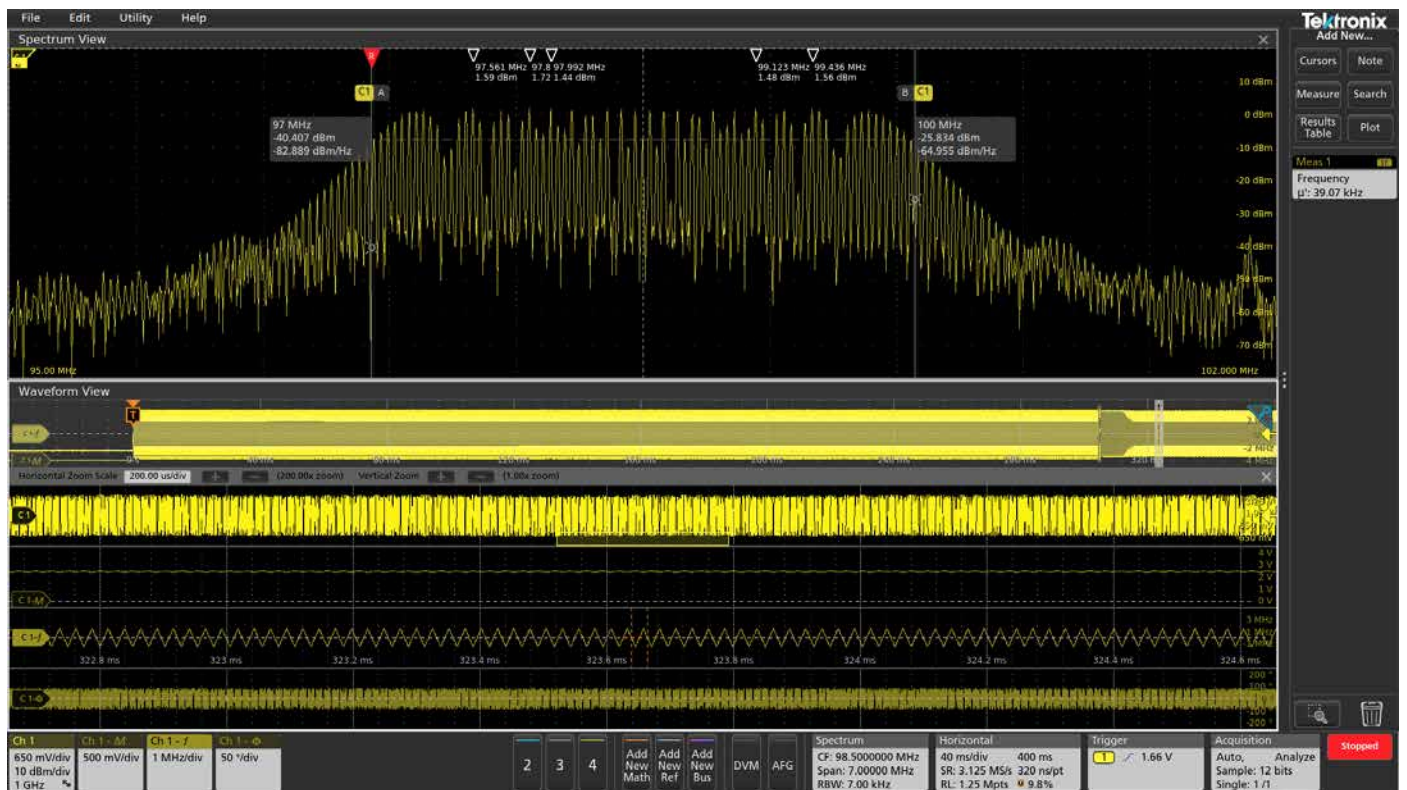 File Edit Utility Help
Tektronix
Add New...
Spectrum View
Cursors Note
Measure Search
Results Table Plot
Meas 1
Frequency
µ': 39.07 kHz
R
97.561 MHz 97.8 97.992 MHz
1.59 dBm 1.72 1.44 dBm
99.123 MHz 99.436 MHz
1.48 dBm 1.56 dBm
C1 A
B C1
97 MHz
-40.407 dBm
-82.889 dBm/Hz
100 MHz
-25.834 dBm
-64.955 dBm/Hz
10 dBm
0 dBm
-10 dBm
-20 dBm
-30 dBm
-40 dBm
-60 dBm
-70 dBm
95.00 MHz
102.000 MHz
Waveform View
T
-2 MHz
Horizontal Zoom Scale 200.00 us/div (200.00x zoom) Vertical Zoom (1.00x zoom)
C1
-650 mV
4 V
3 V
2 V
1 V
0 V
C1-M
3 MHz
C1-f
322.8 ms 323 ms 323.2 ms 323.4 ms 323.6 ms 323.8 ms 324 ms 324.2 ms 324.4 ms 324.6 ms
200 °
C1-Φ
-200 °
Ch 1
650 mV/div
10 dBm/div
1 GHz
Ch 1 - M
500 mV/div
Ch 1 - f
1 MHz/div
Ch 1 - Φ
50 °/div
2 3 4
Add New Math
Add New Ref
Add New Bus
DVM AFG
Spectrum
CF: 98.5000000 MHz
Span: 7.00000 MHz
RBW: 7.00 kHz
Horizontal
40 ms/div 400 ms
SR: 3.125 MS/s 320 ns/pt
RL: 1.25 Mpts 9.8%
Trigger
1 1.66 V
Acquisition
Auto, Analyze
Sample: 12 bits
Single: 1 /1
Stopped